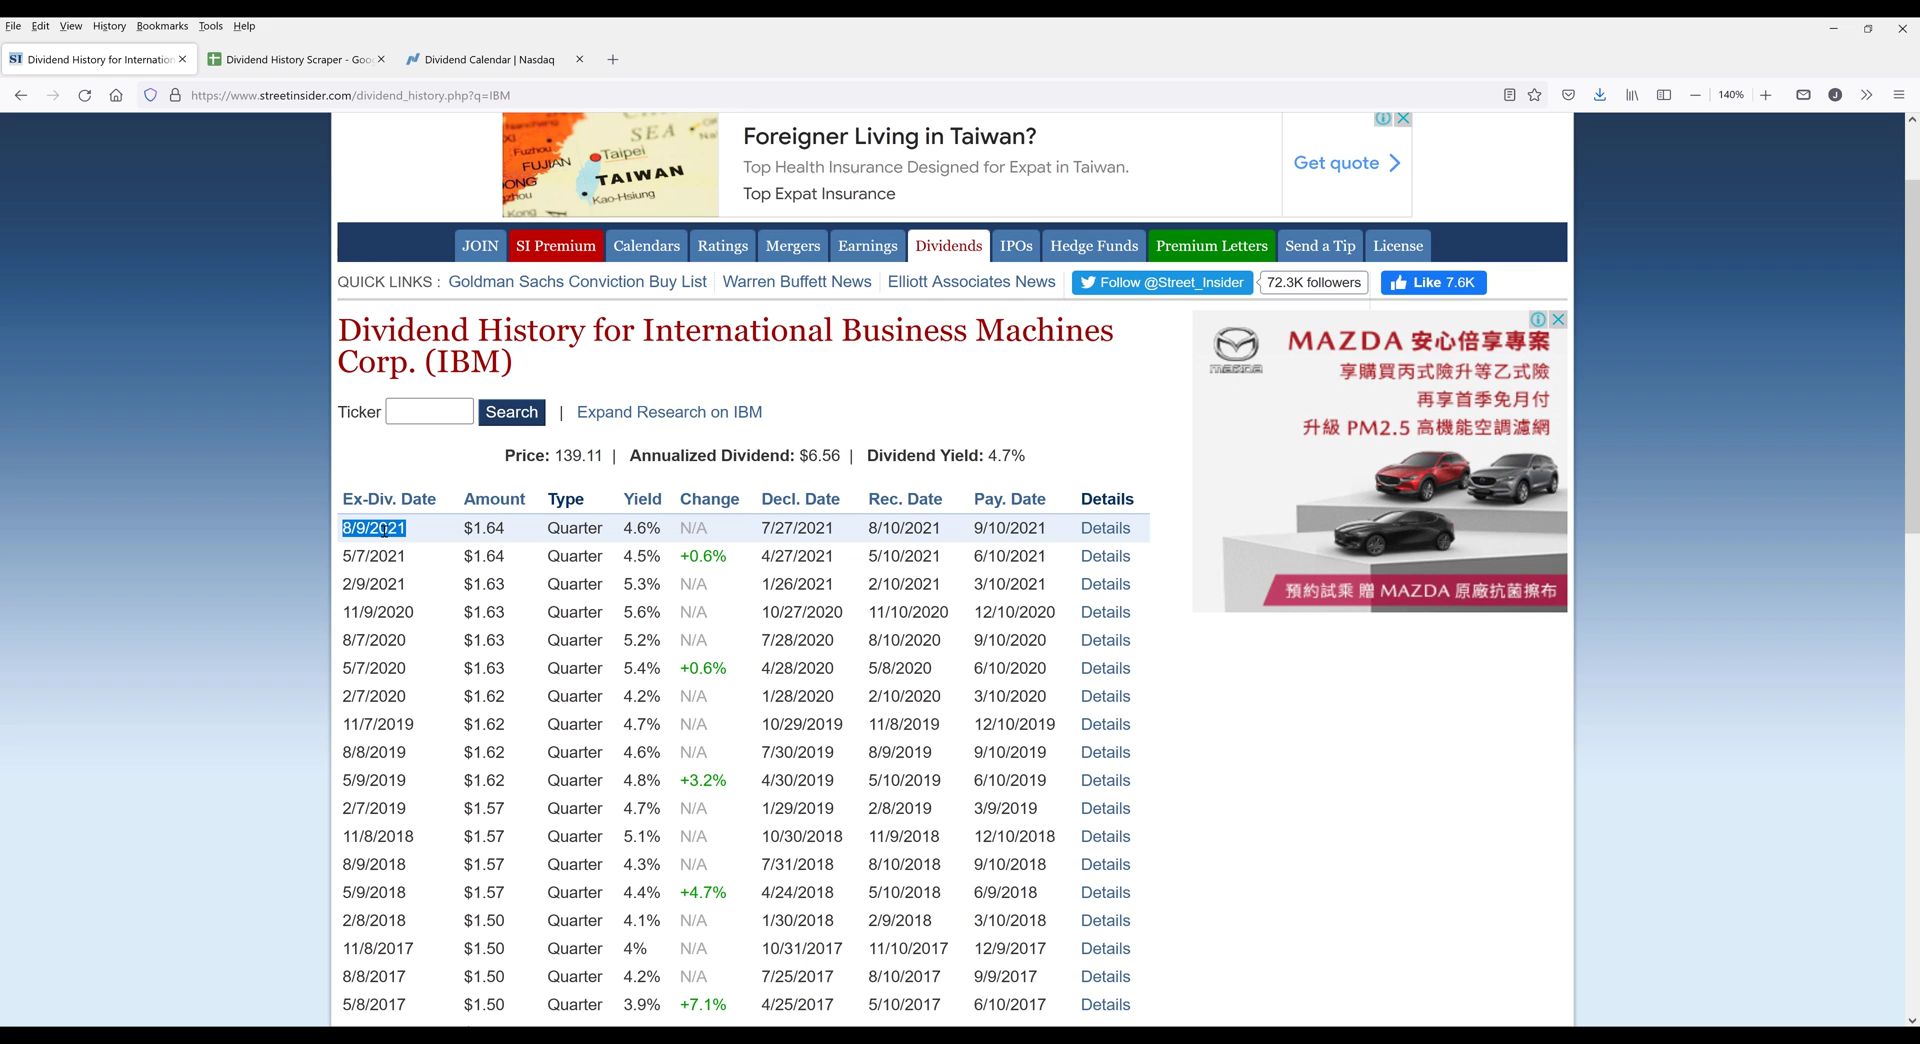 File Edit View History Bookmarks Tools Help
SI Dividend History for Internation
Dividend History Scraper - Goo
Dividend Calendar | Nasdaq
https://www.streetinsider.com/dividend_history.php?q=IBM
140%
J
SEA
Fuzhou
FUJIAN
Taipei
TAIWAN
Kao-Hsiung
Kong
Foreigner Living in Taiwan?
Top Health Insurance Designed for Expat in Taiwan.
Top Expat Insurance
Get quote
JOIN SI Premium Calendars Ratings Mergers Earnings Dividends IPOs Hedge Funds Premium Letters Send a Tip License
QUICK LINKS : Goldman Sachs Conviction Buy List Warren Buffett News Elliott Associates News Follow @Street_Insider 72.3K followers Like 7.6K
Dividend History for International Business Machines
Corp. (IBM)
Ticker Search | Expand Research on IBM
Price: 139.11 | Annualized Dividend: $6.56 | Dividend Yield: 4.7%
Ex-Div. Date Amount Type Yield Change Decl. Date Rec. Date Pay. Date Details
8/9/2021 $1.64 Quarter 4.6% N/A 7/27/2021 8/10/2021 9/10/2021 Details
5/7/2021 $1.64 Quarter 4.5% +0.6% 4/27/2021 5/10/2021 6/10/2021 Details
2/9/2021 $1.63 Quarter 5.3% N/A 1/26/2021 2/10/2021 3/10/2021 Details
11/9/2020 $1.63 Quarter 5.6% N/A 10/27/2020 11/10/2020 12/10/2020 Details
8/7/2020 $1.63 Quarter 5.2% N/A 7/28/2020 8/10/2020 9/10/2020 Details
5/7/2020 $1.63 Quarter 5.4% +0.6% 4/28/2020 5/8/2020 6/10/2020 Details
2/7/2020 $1.62 Quarter 4.2% N/A 1/28/2020 2/10/2020 3/10/2020 Details
11/7/2019 $1.62 Quarter 4.7% N/A 10/29/2019 11/8/2019 12/10/2019 Details
8/8/2019 $1.62 Quarter 4.6% N/A 7/30/2019 8/9/2019 9/10/2019 Details
5/9/2019 $1.62 Quarter 4.8% +3.2% 4/30/2019 5/10/2019 6/10/2019 Details
2/7/2019 $1.57 Quarter 4.7% N/A 1/29/2019 2/8/2019 3/9/2019 Details
11/8/2018 $1.57 Quarter 5.1% N/A 10/30/2018 11/9/2018 12/10/2018 Details
8/9/2018 $1.57 Quarter 4.3% N/A 7/31/2018 8/10/2018 9/10/2018 Details
5/9/2018 $1.57 Quarter 4.4% +4.7% 4/24/2018 5/10/2018 6/9/2018 Details
2/8/2018 $1.50 Quarter 4.1% N/A 1/30/2018 2/9/2018 3/10/2018 Details
11/8/2017 $1.50 Quarter 4% N/A 10/31/2017 11/10/2017 12/9/2017 Details
8/8/2017 $1.50 Quarter 4.2% N/A 7/25/2017 8/10/2017 9/9/2017 Details
5/8/2017 $1.50 Quarter 3.9% +7.1% 4/25/2017 5/10/2017 6/10/2017 Details
mazda
MAZDA 安心倍享專案
享購買丙式險升等乙式險
再享首季免月付
升級 PM2.5 高機能空調濾網
預約試乘 贈 MAZDA 原廠抗菌擦布